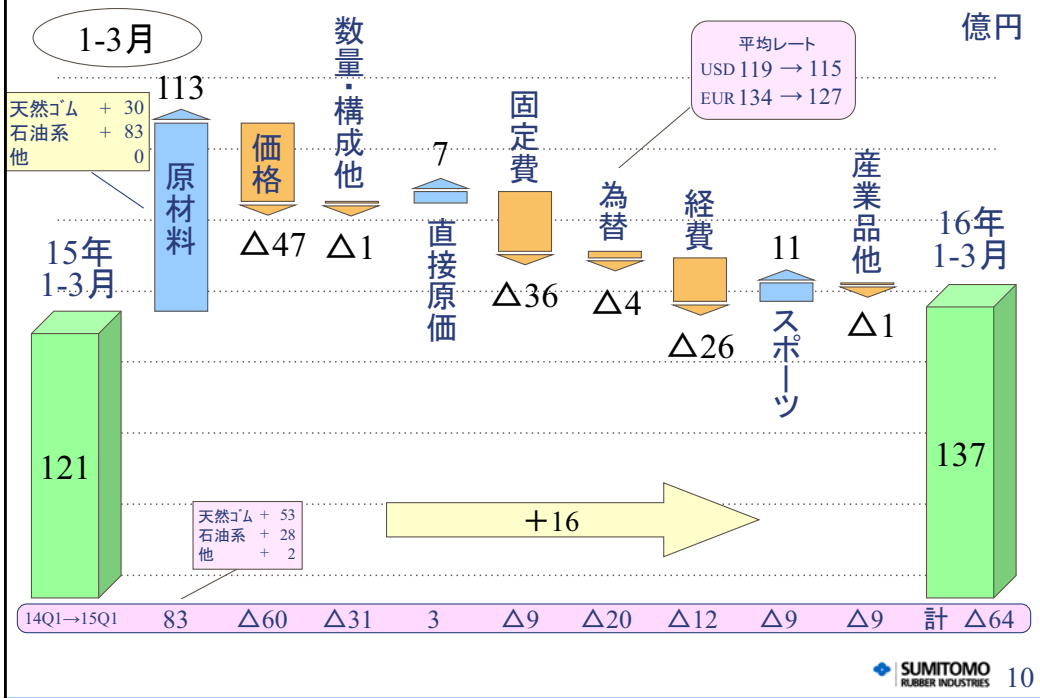 1-3月
億円
平均レート
USD 119 → 115
EUR 134 → 127
天然ｺﾞﾑ + 30
石油系 + 83
他 0
113
原材料
価格
△47
数量・構成他
△1
7
直接原価
固定費
△36
為替
△4
経費
△26
11
スポーツ
産業品他
△1
15年
1-3月
121
16年
1-3月
137
天然ｺﾞﾑ + 53
石油系 + 28
他 + 2
＋16
14Q1→15Q1 83 △60 △31 3 △9 △20 △12 △9 △9 計 △64
SUMITOMO
RUBBER INDUSTRIES
10